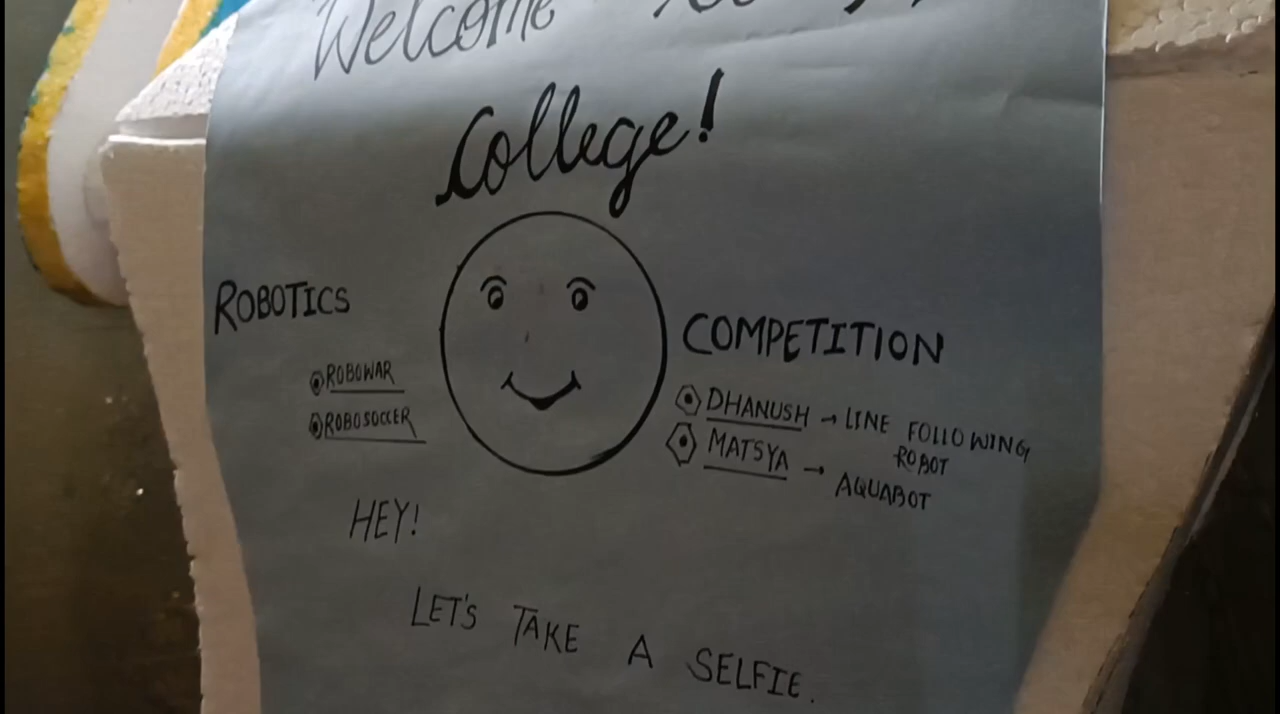 Welcome
College!
ROBOTICS
ROBOWAR
ROBOSOCCER
COMPETITION
DHANUSH → LINE FOLLOWING
ROBOT
MATSYA → AQUABOT
HEY!
LET'S TAKE A SELFIE.